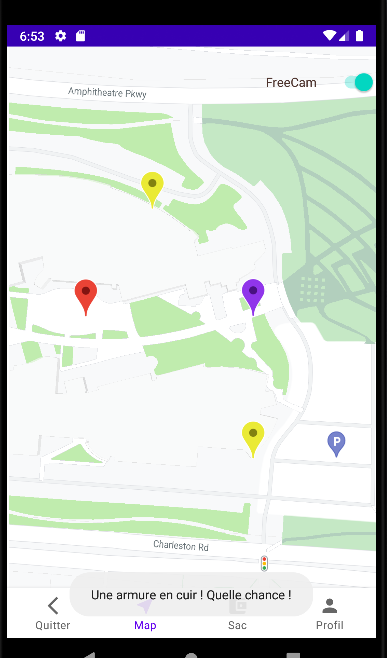 6:53
Amphitheatre Pkwy
FreeCam
P
Charleston Rd
Une armure en cuir ! Quelle chance !
Quitter Map Sac Profil